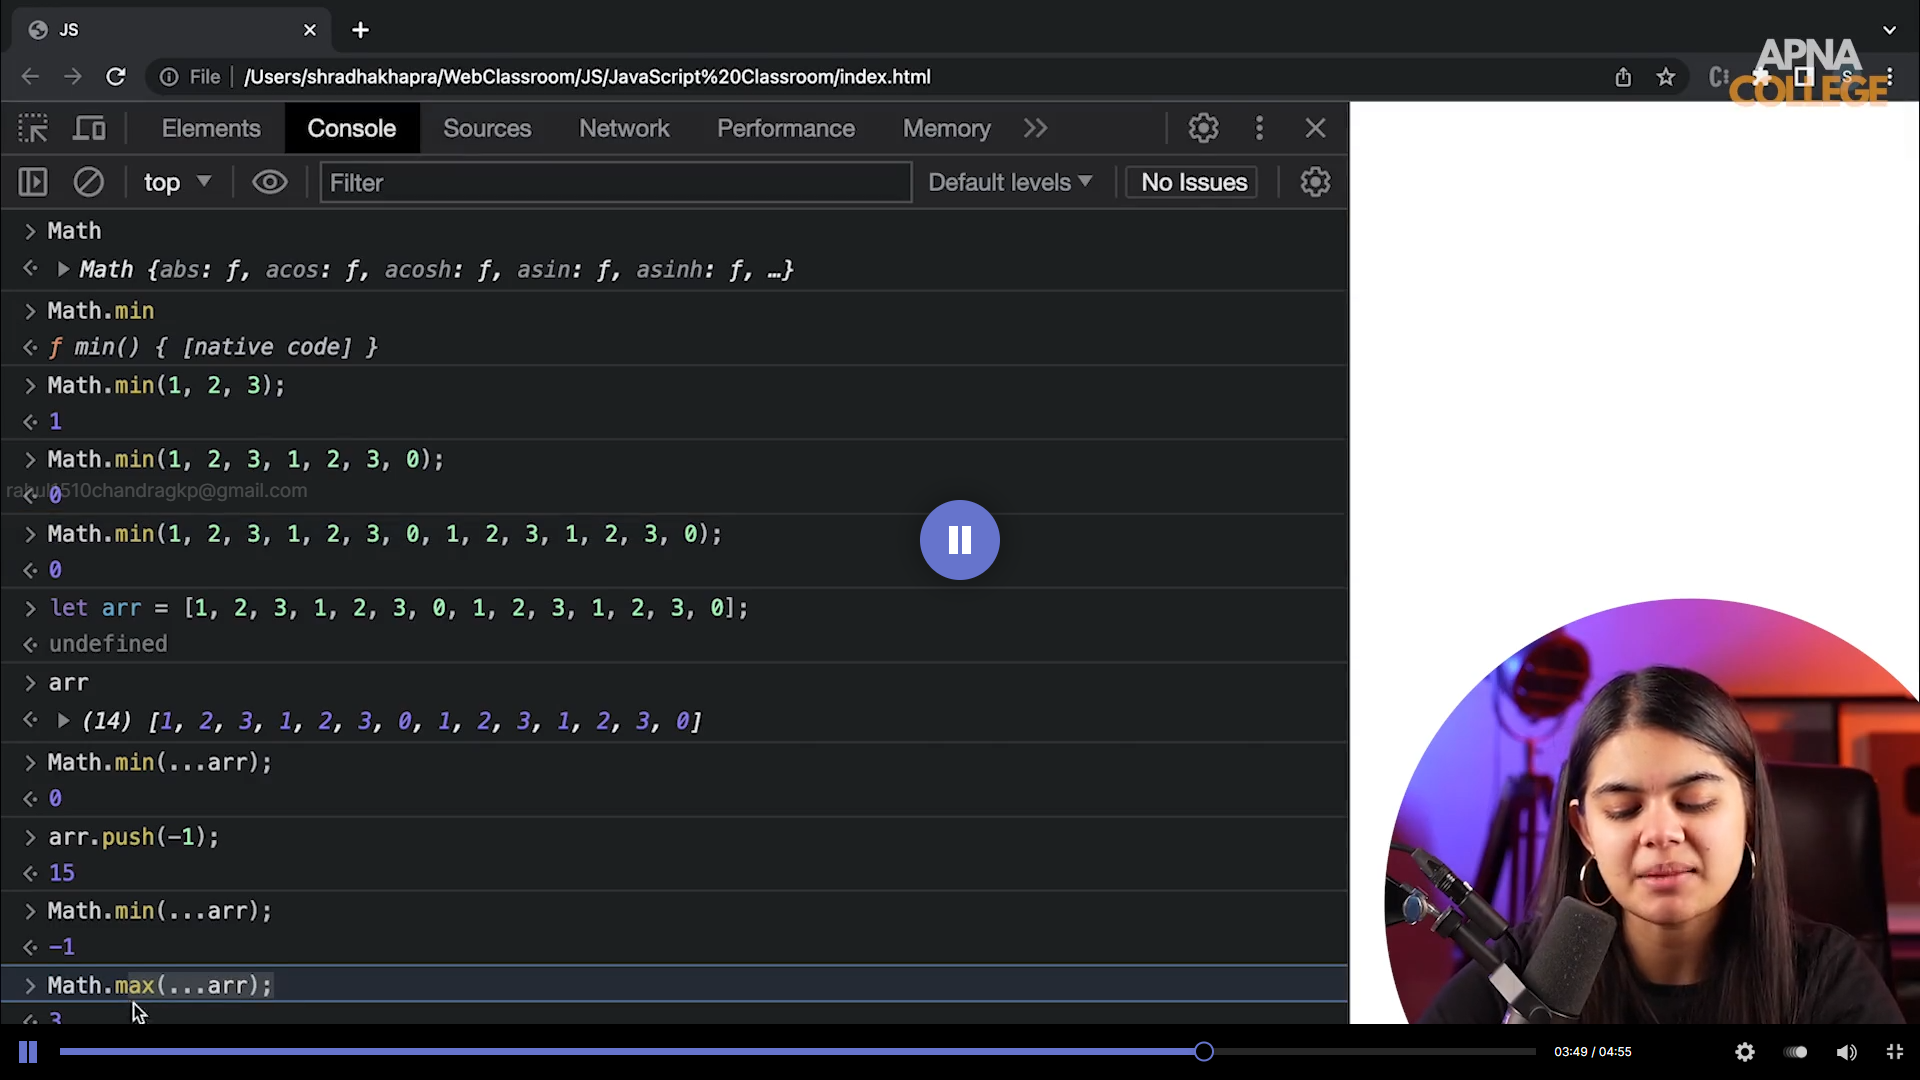 JS
File /Users/shradhakhapra/WebClassroom/JS/JavaScript%20Classroom/index.html
APNA
COLLEGE
Elements Console Sources Network Performance Memory
top Filter Default levels No Issues
> Math
Math {abs: ƒ, acos: ƒ, acosh: ƒ, asin: ƒ, asinh: ƒ, …}
> Math.min
ƒ min() { [native code] }
> Math.min(1, 2, 3);
1
> Math.min(1, 2, 3, 1, 2, 3, 0);
0
> Math.min(1, 2, 3, 1, 2, 3, 0, 1, 2, 3, 1, 2, 3, 0);
0
> let arr = [1, 2, 3, 1, 2, 3, 0, 1, 2, 3, 1, 2, 3, 0];
undefined
> arr
(14) [1, 2, 3, 1, 2, 3, 0, 1, 2, 3, 1, 2, 3, 0]
> Math.min(...arr);
0
> arr.push(-1);
15
> Math.min(...arr);
-1
> Math.max(...arr);
3
03:49 / 04:55